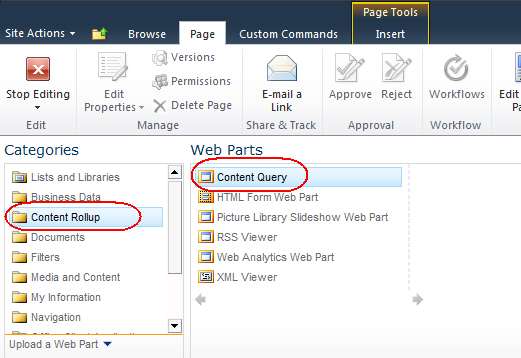 Page Tools
Site Actions Browse Page Custom Commands Insert
Stop Editing
Edit
Edit Properties
Versions
Permissions
Delete Page
Manage
E-mail a Link
Share & Track
Approve Reject
Approval
Workflows
Workflow
Edit
Categories
Lists and Libraries
Business Data
Content Rollup
Documents
Filters
Media and Content
My Information
Navigation
Upload a Web Part
Web Parts
Content Query
HTML Form Web Part
Picture Library Slideshow Web Part
RSS Viewer
Web Analytics Web Part
XML Viewer